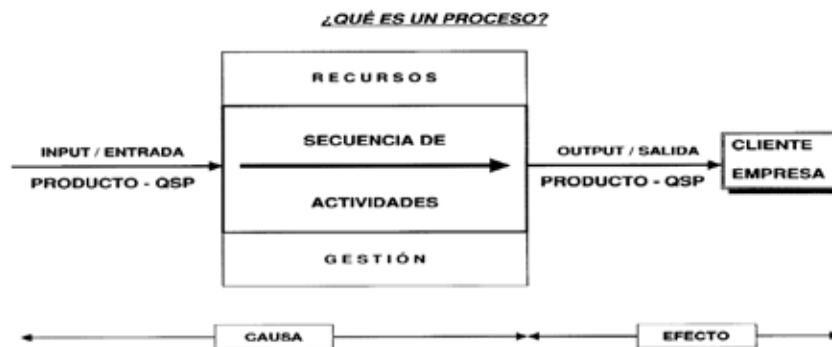 ¿QUÉ ES UN PROCESO?
RECURSOS
INPUT / ENTRADA
PRODUCTO - QSP
SECUENCIA DE
ACTIVIDADES
OUTPUT / SALIDA
PRODUCTO - QSP
CLIENTE
EMPRESA
GESTIÓN
CAUSA
EFECTO